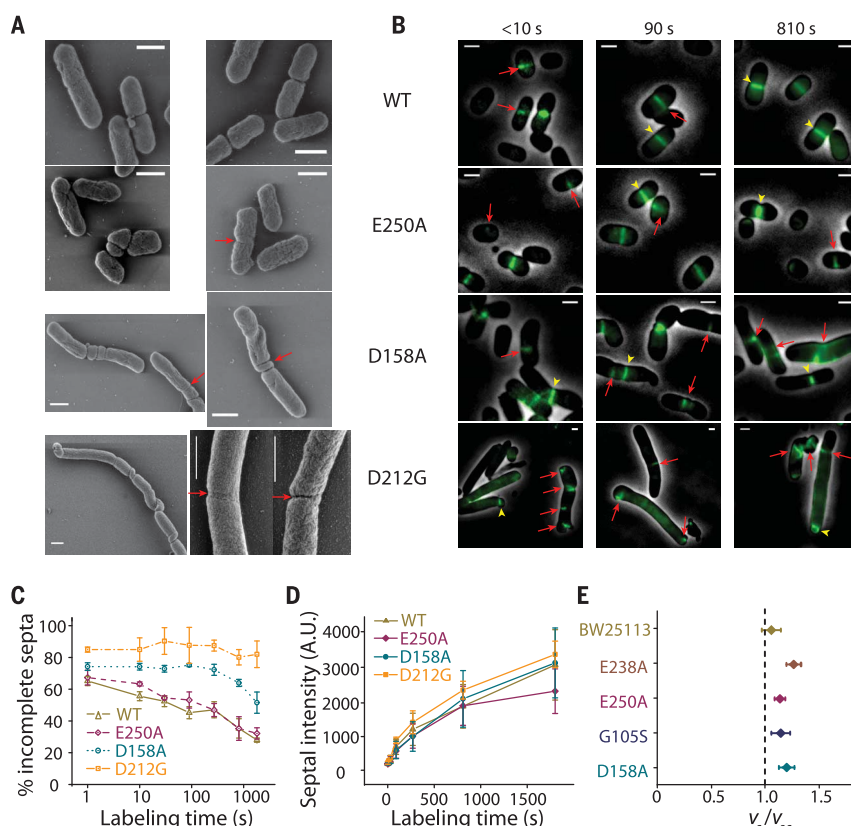 A
B
<10 s
90 s
810 s
WT
E250A
D158A
D212G
C
% incomplete septa
100
80
60
40
20
0
WT
E250A
D158A
D212G
1
10
100
1000
Labeling time (s)
D
Septal intensity (A.U.)
4000
3000
2000
1000
0
WT
E250A
D158A
D212G
0
500
1000
1500
Labeling time (s)
E
BW25113
E238A
E250A
G105S
D158A
0
0.5
1.0
1.5